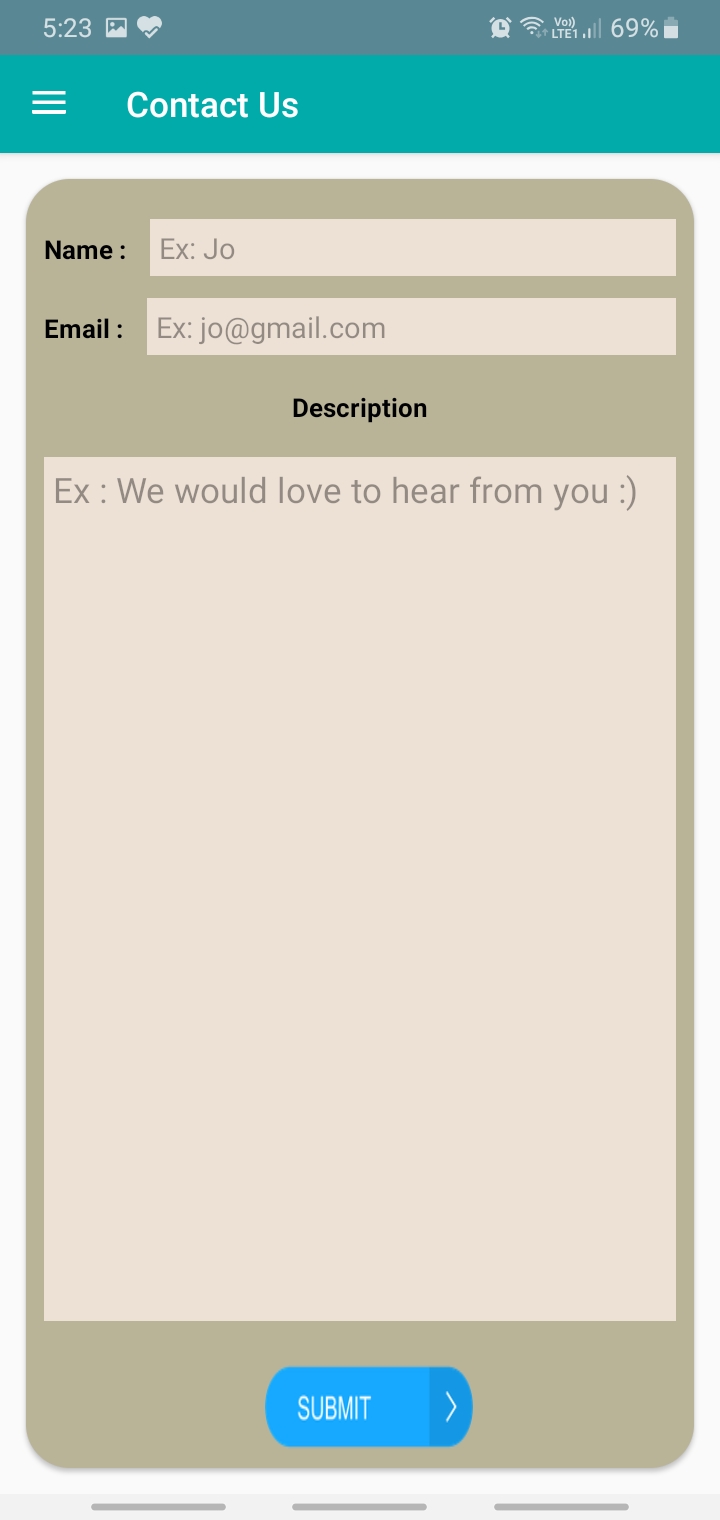 5:23 Vo)) LTE1 69%
Contact Us
Name : Ex: Jo
Email : Ex: jo@gmail.com
Description
Ex : We would love to hear from you :)
SUBMIT